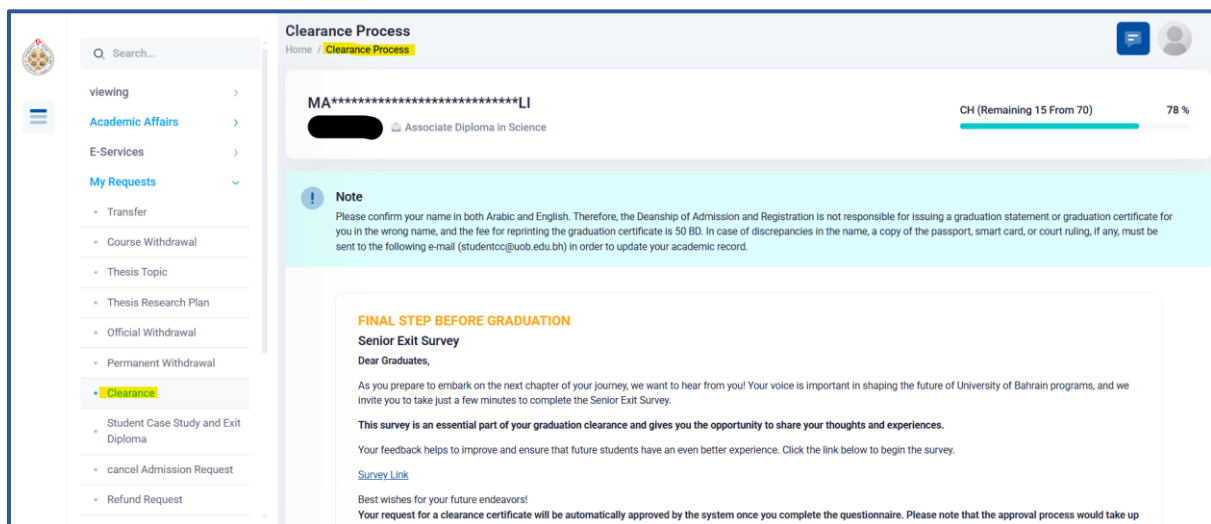 Clearance Process
Home / Clearance Process
Search...
viewing
Academic Affairs
E-Services
My Requests
Transfer
Course Withdrawal
Thesis Topic
Thesis Research Plan
Official Withdrawal
Permanent Withdrawal
Clearance
Student Case Study and Exit
Diploma
cancel Admission Request
Refund Request
MA****************************LI
Associate Diploma in Science
CH (Remaining 15 From 70) 78 %
Note
Please confirm your name in both Arabic and English. Therefore, the Deanship of Admission and Registration is not responsible for issuing a graduation statement or graduation certificate for
you in the wrong name, and the fee for reprinting the graduation certificate is 50 BD. In case of discrepancies in the name, a copy of the passport, smart card, or court ruling, if any, must be
sent to the following e-mail (studentcc@uob.edu.bh) in order to update your academic record.
FINAL STEP BEFORE GRADUATION
Senior Exit Survey
Dear Graduates,
As you prepare to embark on the next chapter of your journey, we want to hear from you! Your voice is important in shaping the future of University of Bahrain programs, and we
invite you to take just a few minutes to complete the Senior Exit Survey.
This survey is an essential part of your graduation clearance and gives you the opportunity to share your thoughts and experiences.
Your feedback helps to improve and ensure that future students have an even better experience. Click the link below to begin the survey.
Survey Link
Best wishes for your future endeavors!
Your request for a clearance certificate will be automatically approved by the system once you complete the questionnaire. Please note that the approval process would take up